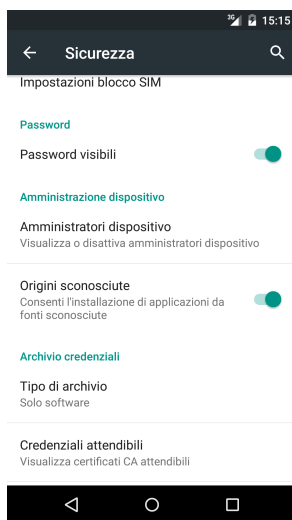 3G 15:15
Sicurezza
Impostazioni blocco SIM
Password
Password visibili
Amministrazione dispositivo
Amministratori dispositivo
Visualizza o disattiva amministratori dispositivo
Origini sconosciute
Consenti l'installazione di applicazioni da
fonti sconosciute
Archivio credenziali
Tipo di archivio
Solo software
Credenziali attendibili
Visualizza certificati CA attendibili